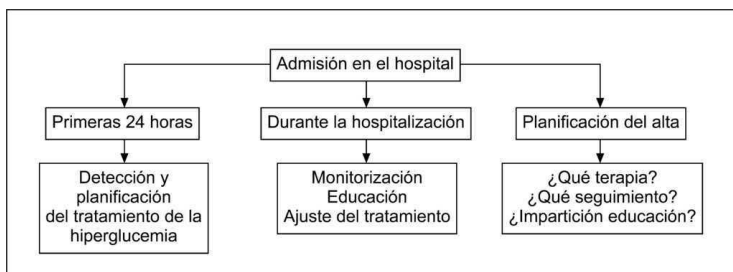 Admisión en el hospital
Primeras 24 horas
Durante la hospitalización
Planificación del alta
Detección y
planificación
del tratamiento de la
hiperglucemia
Monitorización
Educación
Ajuste del tratamiento
¿Qué terapia?
¿Qué seguimiento?
¿Impartición educación?